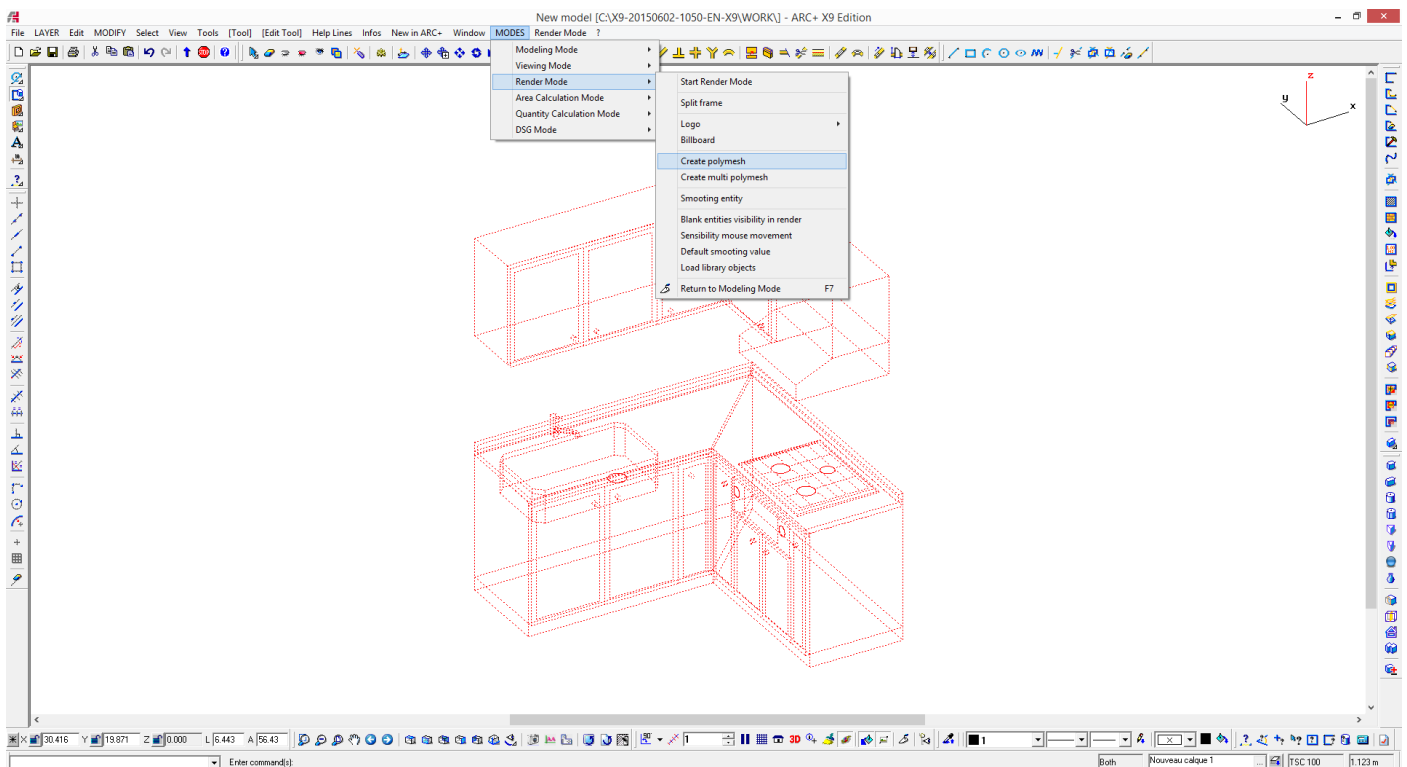 New model [C:\X9-20150602-1050-EN-X9\WORK\] - ARC+ X9 Edition
File LAYER Edit MODIFY Select View Tools [Tool] [Edit Tool] Help Lines Infos New in ARC+ Window MODES Render Mode ?
Modeling Mode
Viewing Mode
Render Mode
Area Calculation Mode
Quantity Calculation Mode
DSG Mode
Start Render Mode
Split frame
Logo
Billboard
Create polymesh
Create multi polymesh
Smooting entity
Blank entities visibility in render
Sensibility mouse movement
Default smooting value
Load library objects
Return to Modeling Mode F7
z
y
x
X 30.416 Y 19.871 Z 0.000 L 6.443 A 56.43 1 3D 1
Enter command(s): Both Nouveau calque 1 ... TSC 100 1.123 m